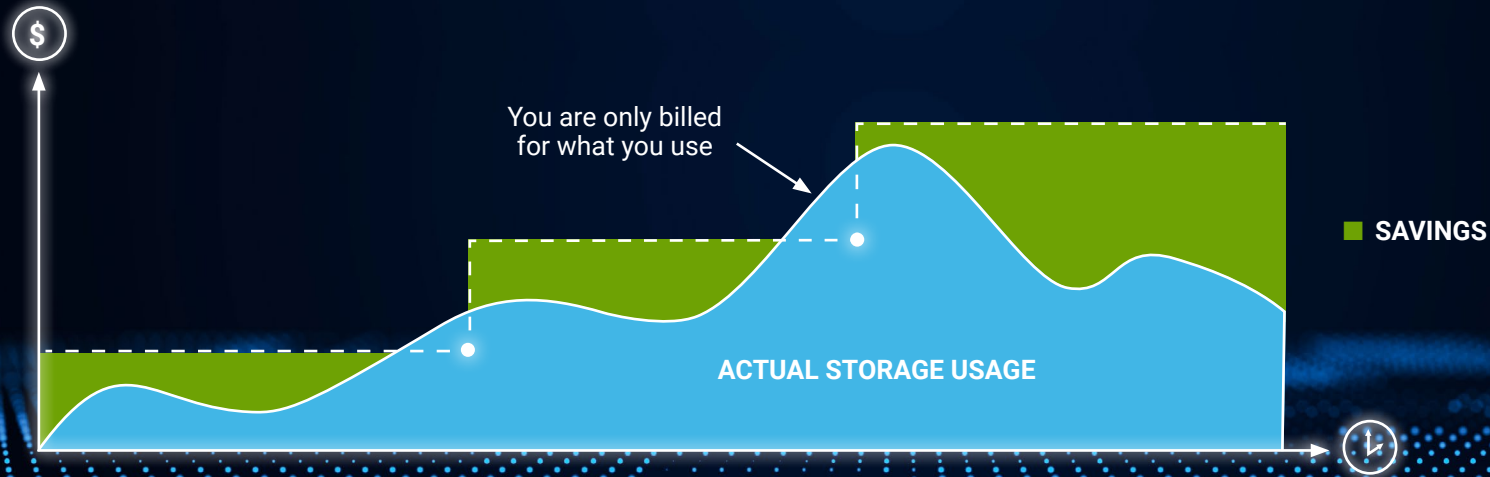 $
You are only billed
for what you use
SAVINGS
ACTUAL STORAGE USAGE